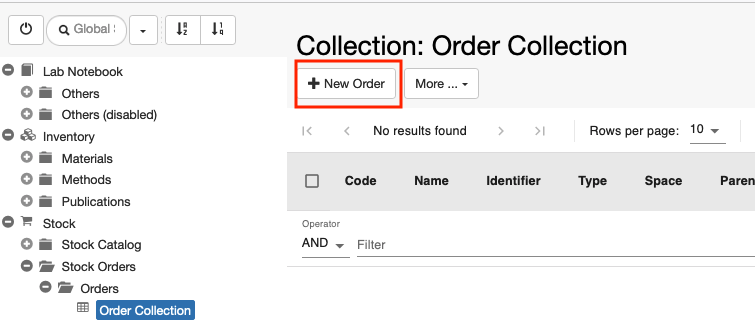 Global S
Collection: Order Collection
New Order
More ...
Lab Notebook
Others
Others (disabled)
Inventory
Materials
Methods
Publications
Stock
Stock Catalog
Stock Orders
Orders
Order Collection
No results found
Rows per page: 10
Code Name Identifier Type Space Paren
Operator
AND Filter